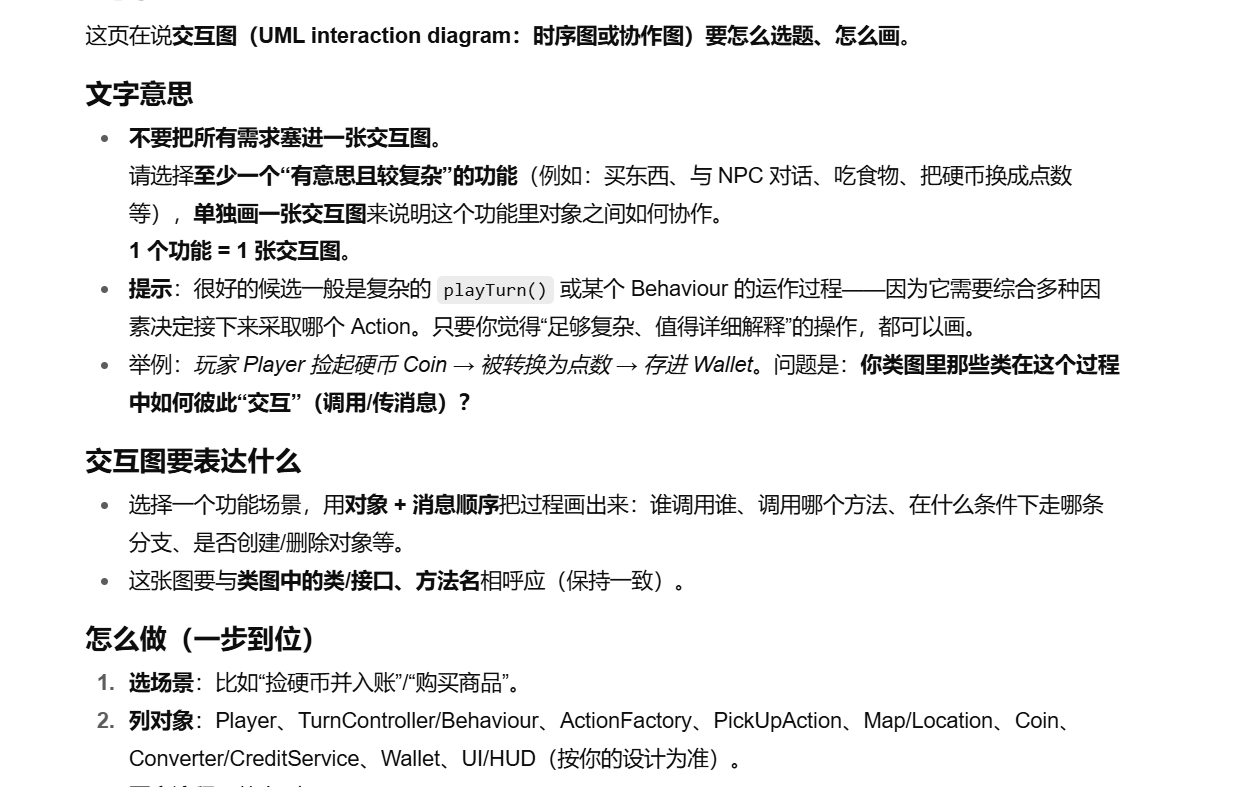 这页在说交互图（UML interaction diagram：时序图或协作图）要怎么选题、怎么画。
文字意思
• 不要把所有需求塞进一张交互图。
请选择至少一个“有意思且较复杂”的功能（例如：买东西、与 NPC 对话、吃食物、把硬币换成点数
等），单独画一张交互图来说明这个功能里对象之间如何协作。
1 个功能 = 1 张交互图。
• 提示：很好的候选一般是复杂的 playTurn() 或某个 Behaviour 的运作过程——因为它需要综合多种因
素决定接下来采取哪个 Action。只要你觉得“足够复杂、值得详细解释”的操作，都可以画。
• 举例：玩家 Player 捡起硬币 Coin → 被转换为点数 → 存进 Wallet。问题是：你类图里那些类在这个过程
中如何彼此“交互”（调用/传消息）？
交互图要表达什么
• 选择一个功能场景，用对象 + 消息顺序把过程画出来：谁调用谁、调用哪个方法、在什么条件下走哪条
分支、是否创建/删除对象等。
• 这张图要与类图中的类/接口、方法名相呼应（保持一致）。
怎么做（一步到位）
1. 选场景：比如“捡硬币并入账”/“购买商品”。
2. 列对象：Player、TurnController/Behaviour、ActionFactory、PickUpAction、Map/Location、Coin、
Converter/CreditService、Wallet、UI/HUD（按你的设计为准）。